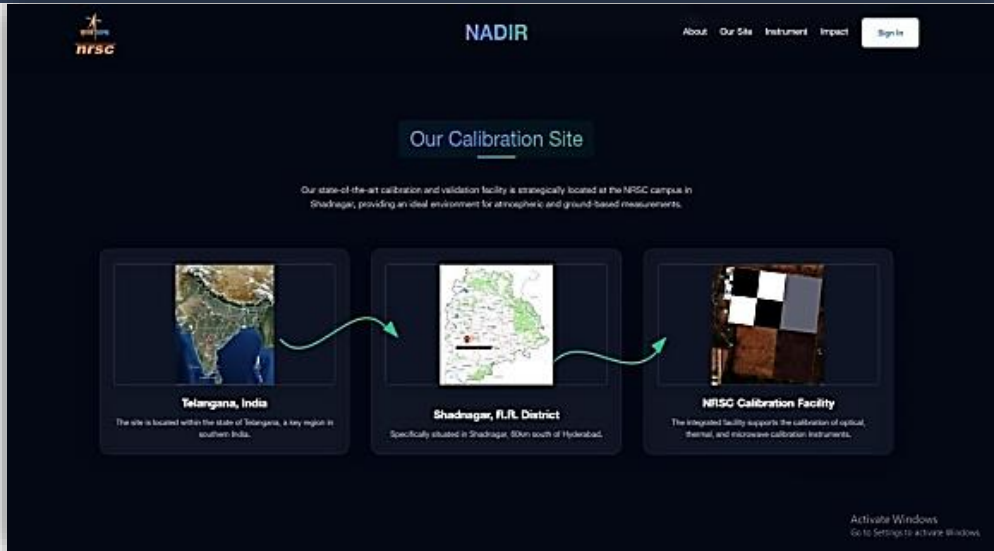 nrsc
NADIR
About Our Site Instrument Impact Sign In
Our Calibration Site
Our state-of-the-art calibration and validation facility is strategically located at the NRSC campus in
Shadnagar, providing an ideal environment for atmospheric and ground-based measurements.
Telangana, India
The site is located within the state of Telangana, a key region in
southern India.
Shadnagar, R.R. District
Specifically situated in Shadnagar, 60km south of Hyderabad.
NRSC Calibration Facility
The integrated facility supports the calibration of optical,
thermal, and microwave calibration instruments.
Activate Windows
Go to Settings to activate Windows.